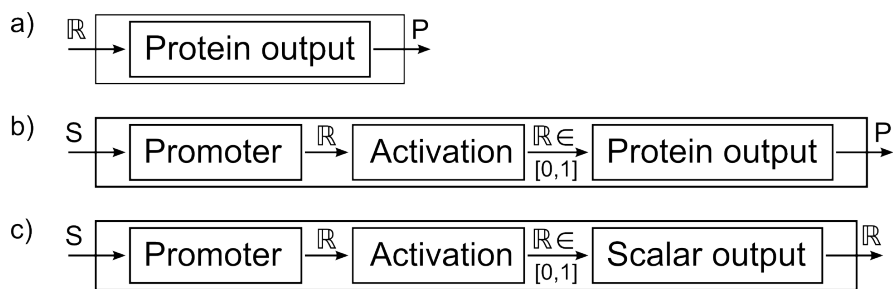 a) ℝ Protein output P
b) S Promoter ℝ Activation ℝ∈ [0,1] Protein output P
c) S Promoter ℝ Activation ℝ∈ [0,1] Scalar output ℝ